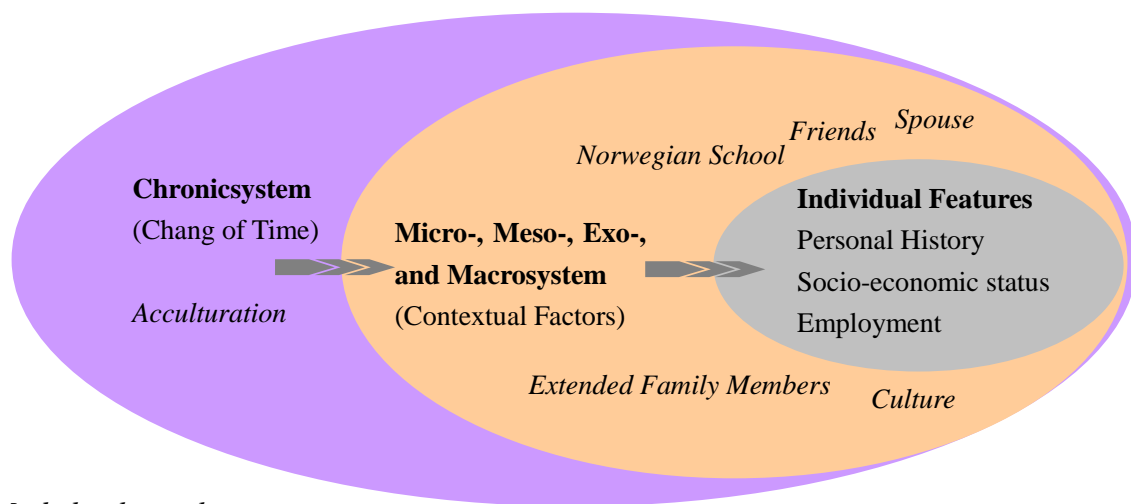 Friends Spouse
Norwegian School
Chronicsystem
(Chang of Time)
Acculturation
Micro-, Meso-, Exo-,
and Macrosystem
(Contextual Factors)
Individual Features
Personal History
Socio-economic status
Employment
Extended Family Members
Culture